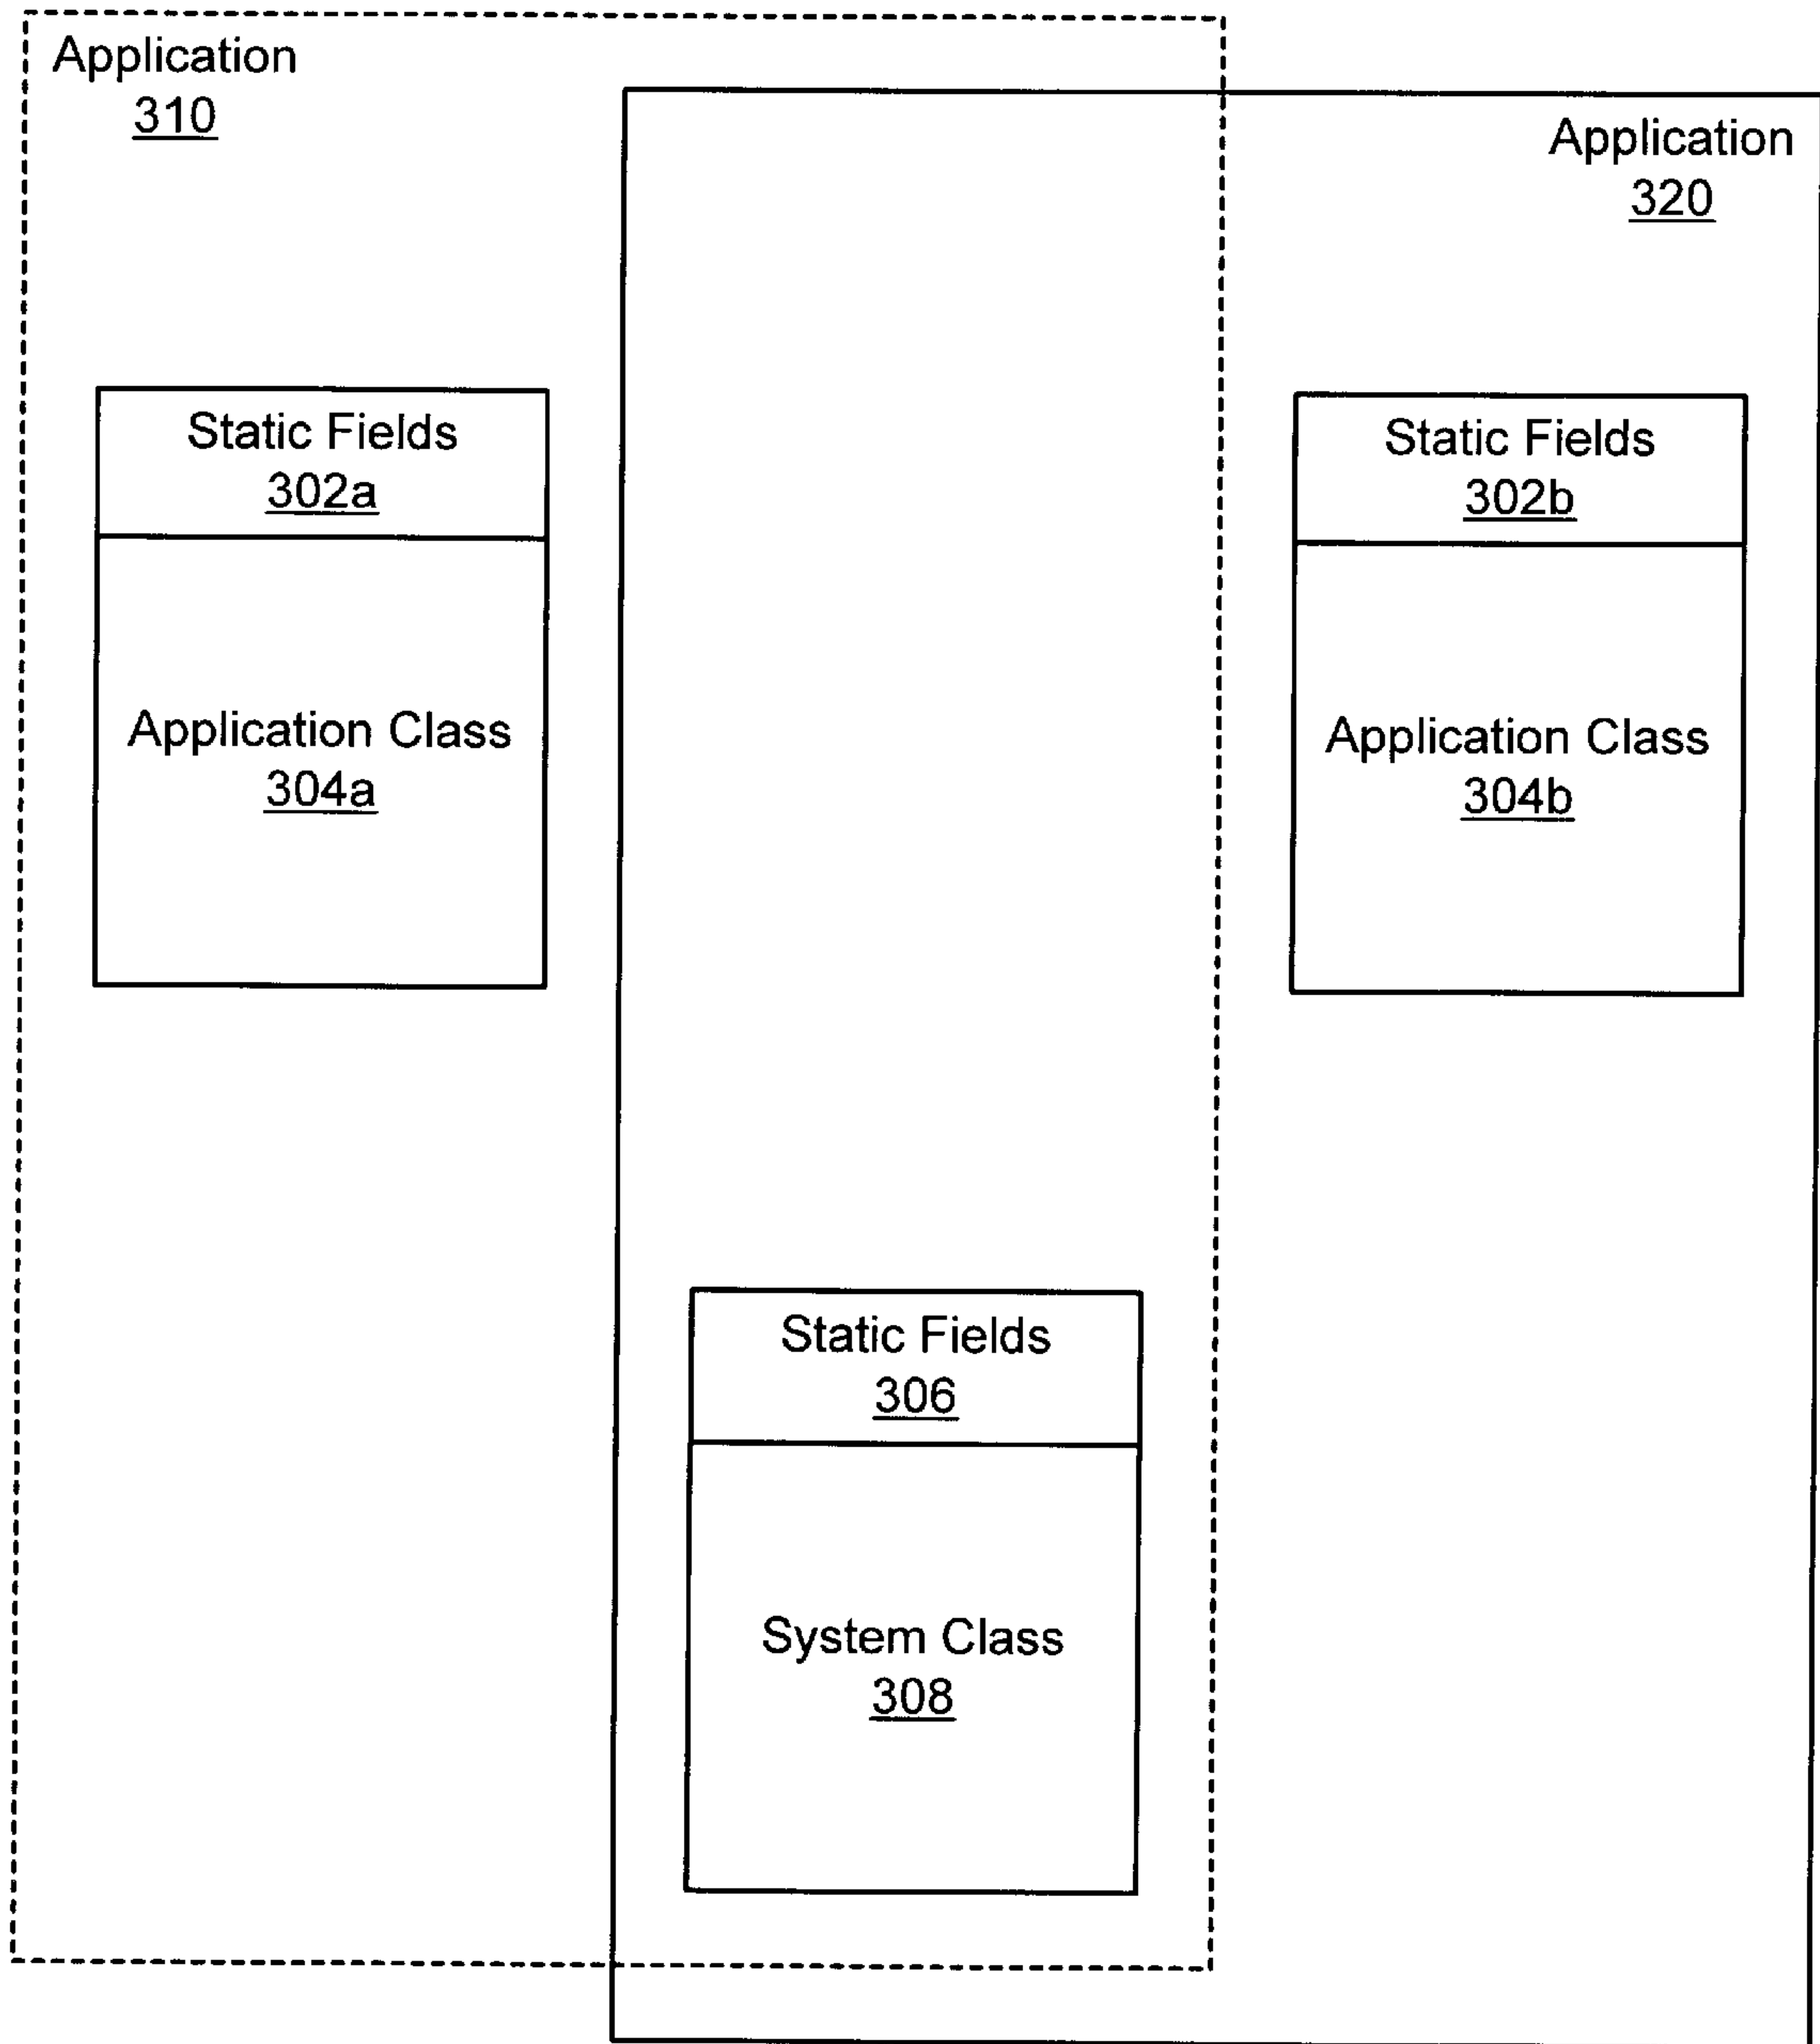 Application
310
Application
320
Static Fields
302a
Application Class
304a
Static Fields
302b
Application Class
304b
Static Fields
306
System Class
308